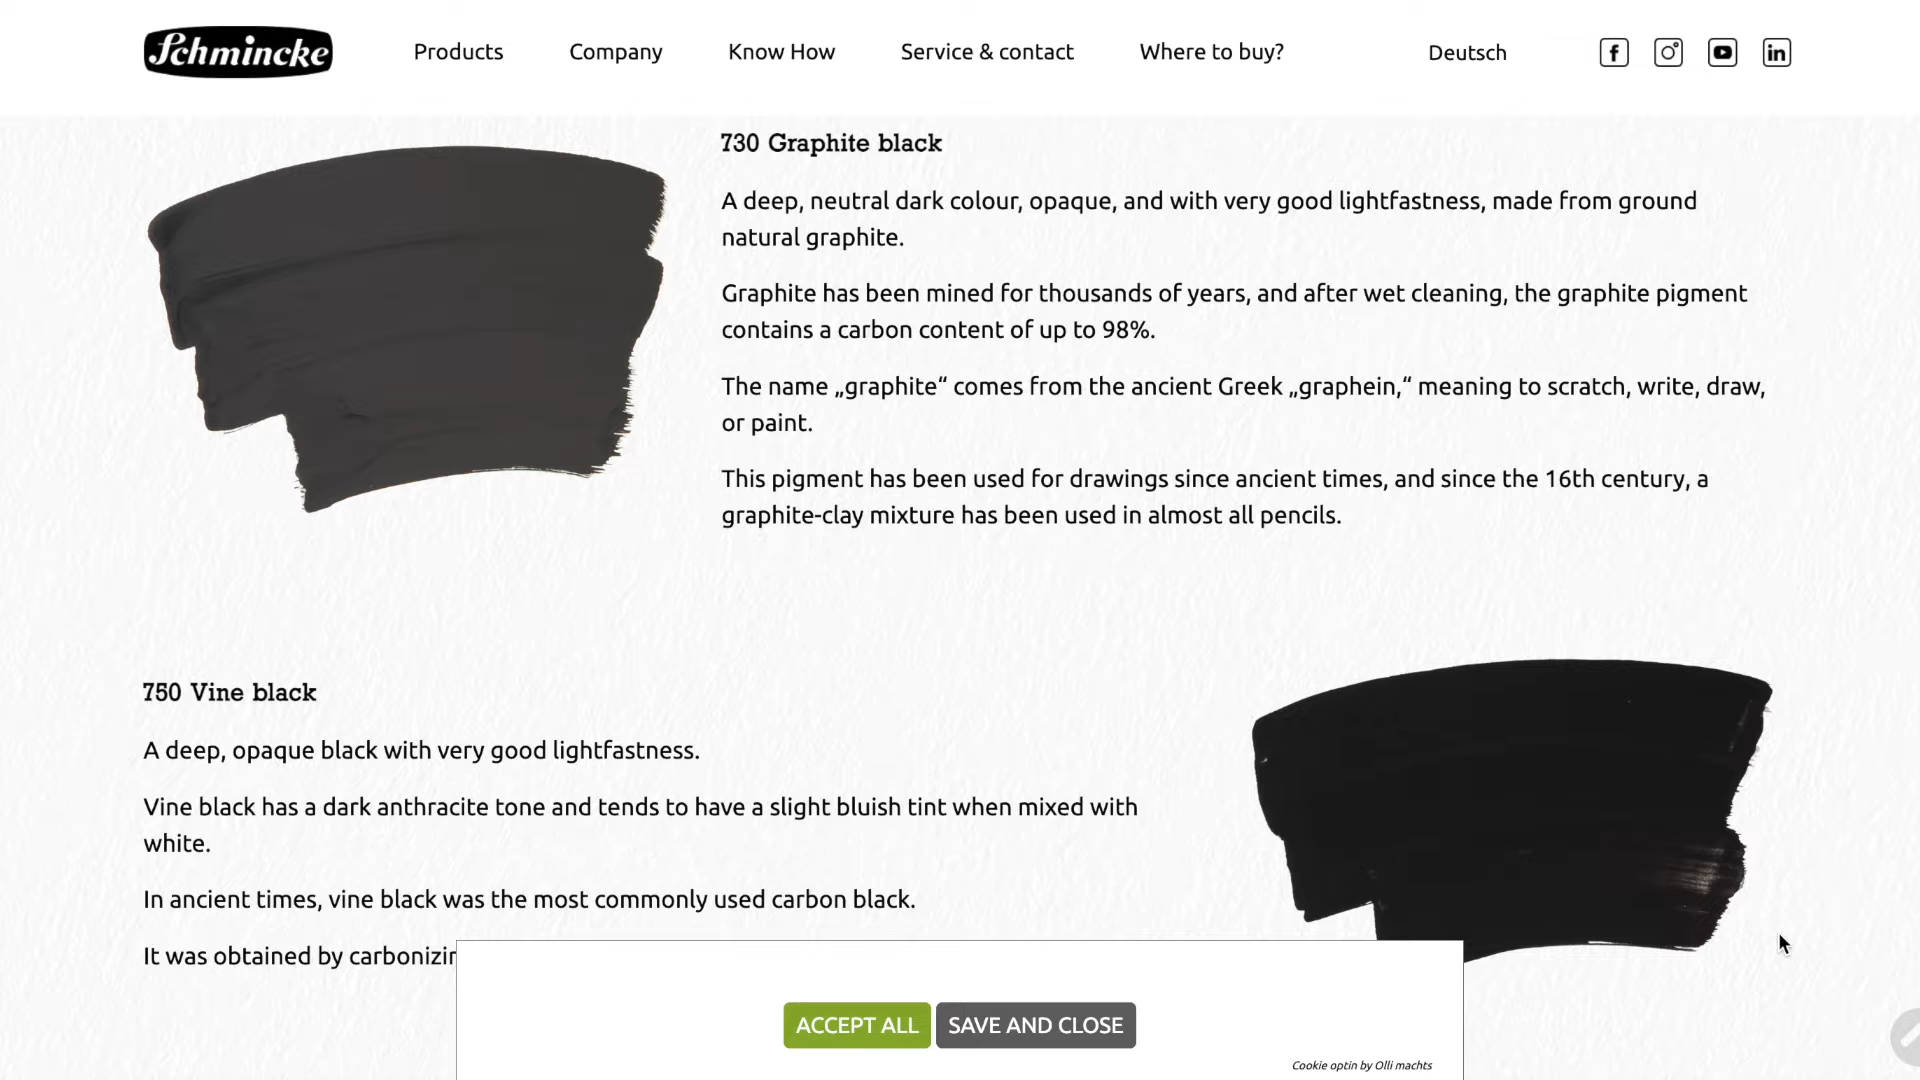 Schmincke
Products
Company
Know How
Service & contact
Where to buy?
Deutsch
730 Graphite black
A deep, neutral dark colour, opaque, and with very good lightfastness, made from ground
natural graphite.
Graphite has been mined for thousands of years, and after wet cleaning, the graphite pigment
contains a carbon content of up to 98%.
The name „graphite“ comes from the ancient Greek „graphein,“ meaning to scratch, write, draw,
or paint.
This pigment has been used for drawings since ancient times, and since the 16th century, a
graphite-clay mixture has been used in almost all pencils.
750 Vine black
A deep, opaque black with very good lightfastness.
Vine black has a dark anthracite tone and tends to have a slight bluish tint when mixed with
white.
In ancient times, vine black was the most commonly used carbon black.
It was obtained by
ACCEPT ALL
SAVE AND CLOSE
Cookie optin by Olli machts